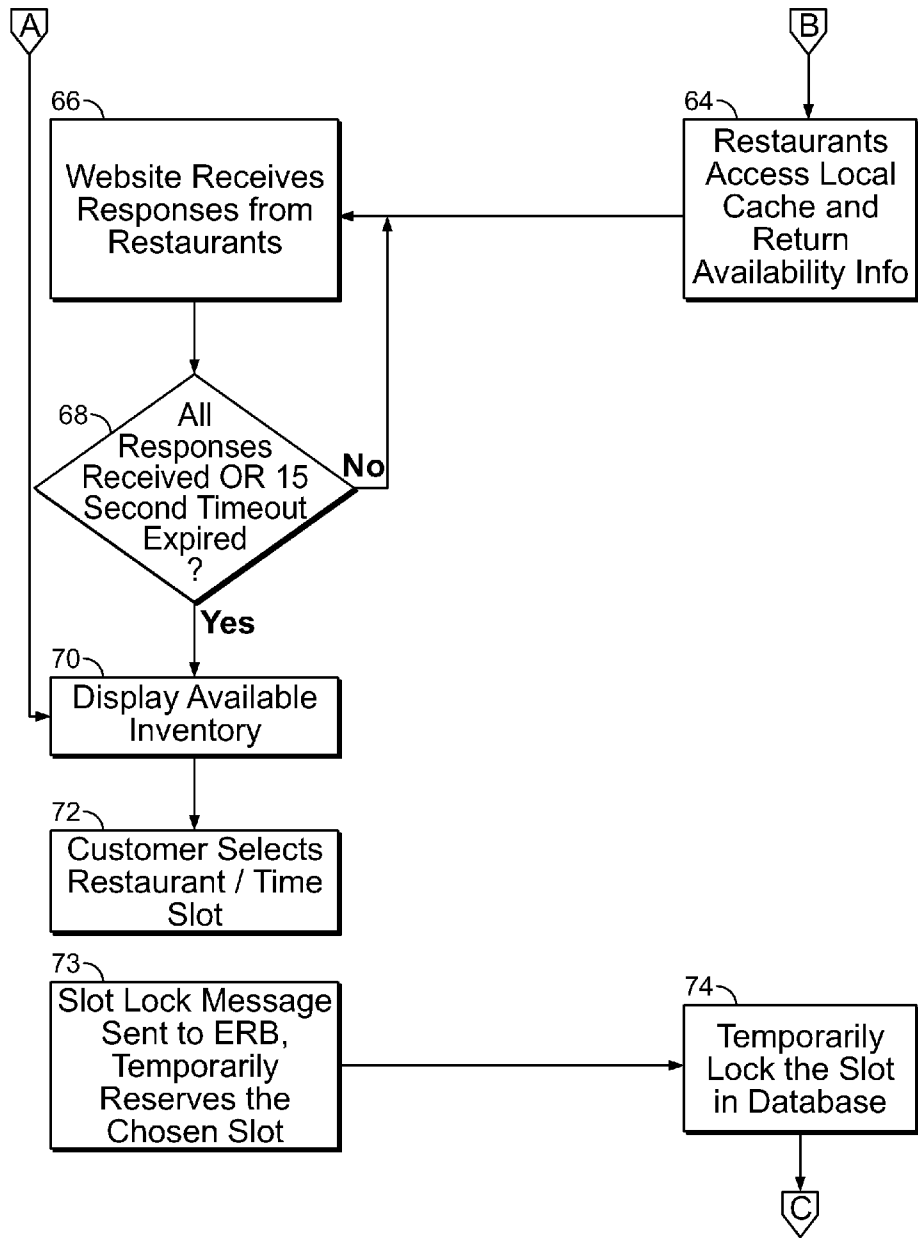 A
B
66
Website Receives
Responses from
Restaurants
64
Restaurants
Access Local
Cache and
Return
Availability Info
68
All
Responses
Received OR 15
Second Timeout
Expired
?
No
Yes
70
Display Available
Inventory
72
Customer Selects
Restaurant / Time
Slot
73
Slot Lock Message
Sent to ERB,
Temporarily
Reserves the
Chosen Slot
74
Temporarily
Lock the Slot
in Database
C